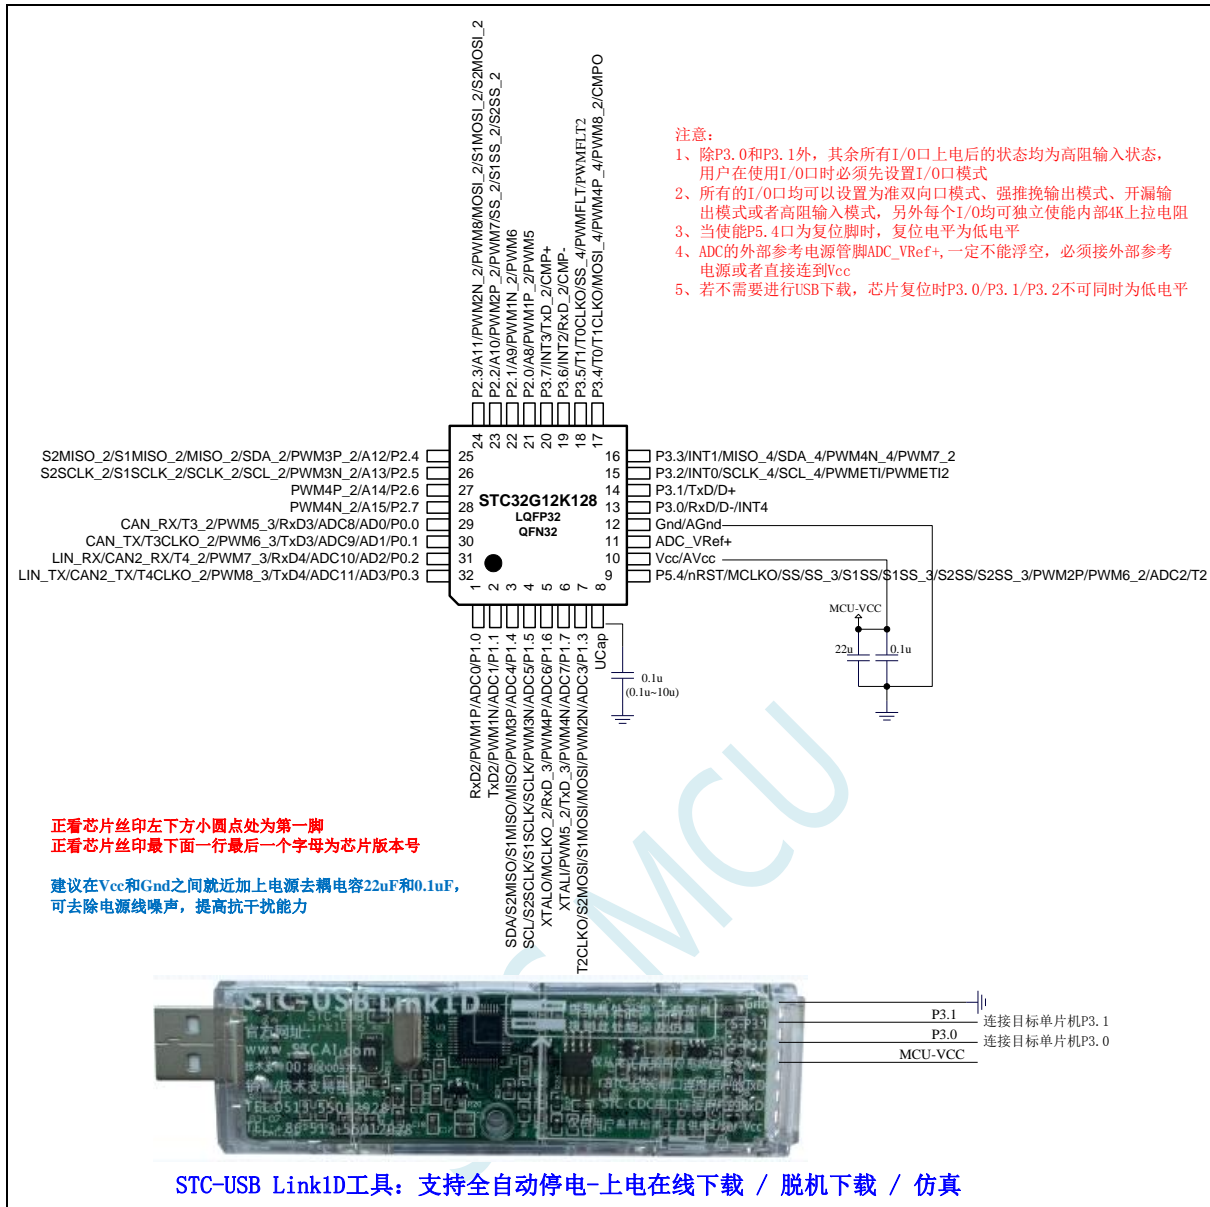 P2.3/A11/PWM2N_2/PWM8/MOSI_2/S1MOSI_2/S2MOSI_2
P2.2/A10/PWM2P_2/PWM7/SS_2/S1SS_2/S2SS_2
P2.1/A9/PWM1N_2/PWM6
P2.0/A8/PWM1P_2/PWM5
P3.7/INT3/TxD_2/CMP+
P3.6/INT2/RxD_2/CMP-
P3.5/T1/T0CLKO/SS_4/PWMFLT/PWMFLT2
P3.4/T0/T1CLKO/MOSI_4/PWM4P_4/PWM8_2/CMPO
注意:
1、除P3.0和P3.1外，其余所有I/O口上电后的状态均为高阻输入状态，
用户在使用I/O口时必须先设置I/O口模式
2、所有的I/O口均可以设置为准双向口模式、强推挽输出模式、开漏输
出模式或者高阻输入模式，另外每个I/O均可独立使能内部4K上拉电阻
3、当使能P5.4口为复位脚时，复位电平为低电平
4、ADC的外部参考电源管脚ADC_VRef+,一定不能浮空，必须接外部参考
电源或者直接连到Vcc
5、若不需要进行USB下载，芯片复位时P3.0/P3.1/P3.2不可同时为低电平
24 23 22 21 20 19 18 17
S2MISO_2/S1MISO_2/MISO_2/SDA_2/PWM3P_2/A12/P2.4 25
S2SCLK_2/S1SCLK_2/SCLK_2/SCL_2/PWM3N_2/A13/P2.5 26
PWM4P_2/A14/P2.6 27
PWM4N_2/A15/P2.7 28
CAN_RX/T3_2/PWM5_3/RxD3/ADC8/AD0/P0.0 29
CAN_TX/T3CLKO_2/PWM6_3/TxD3/ADC9/AD1/P0.1 30
LIN_RX/CAN2_RX/T4_2/PWM7_3/RxD4/ADC10/AD2/P0.2 31
LIN_TX/CAN2_TX/T4CLKO_2/PWM8_3/TxD4/ADC11/AD3/P0.3 32
STC32G12K128
LQFP32
QFN32
16 P3.3/INT1/MISO_4/SDA_4/PWM4N_4/PWM7_2
15 P3.2/INT0/SCLK_4/SCL_4/PWMETI/PWMETI2
14 P3.1/TxD/D+
13 P3.0/RxD/D-/INT4
12 Gnd/AGnd
11 ADC_VRef+
10 Vcc/AVcc
9 P5.4/nRST/MCLKO/SS/SS_3/S1SS/S1SS_3/S2SS/S2SS_3/PWM2P/PWM6_2/ADC2/T2
1 2 3 4 5 6 7 8
RxD2/PWM1P/ADC0/P1.0
TxD2/PWM1N/ADC1/P1.1
SDA/S2MISO/S1MISO/MISO/PWM3P/ADC4/P1.4
SCL/S2SCLK/S1SCLK/SCLK/PWM3N/ADC5/P1.5
XTALO/MCLKO_2/RxD_3/PWM4P/ADC6/P1.6
XTALI/PWM5_2/TxD_3/PWM4N/ADC7/P1.7
T2CLKO/S2MOSI/S1MOSI/MOSI/PWM2N/ADC3/P1.3
UCap
0.1u
(0.1u~10u)
MCU-VCC
22u 0.1u
MCU
正看芯片丝印左下方小圆点处为第一脚
正看芯片丝印最下面一行最后一个字母为芯片版本号
建议在Vcc和Gnd之间就近加上电源去耦电容22uF和0.1uF，
可去除电源线噪声，提高抗干扰能力
STC-USB Link1D
官方网址:
www.STCAI.com
TEL:0513-55012928
Gnd
P3.1
P3.1 连接目标单片机P3.1
P3.0 连接目标单片机P3.0
MCU-VCC
STC-USB Link1D工具: 支持全自动停电-上电在线下载 / 脱机下载 / 仿真